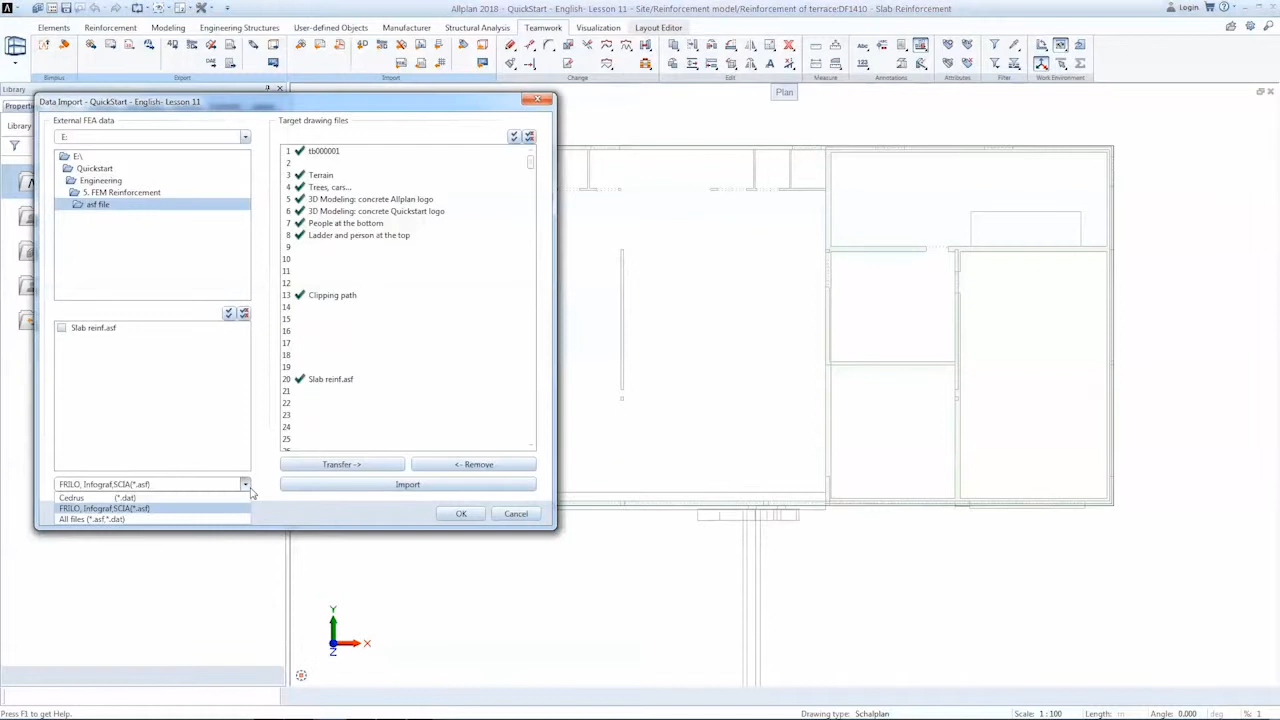 Allplan 2018 - QuickStart - English- Lesson 11 - Site/Reinforcement model/Reinforcement of terrace:DF1410 - Slab Reinforcement
Login
Elements
Reinforcement
Modeling
Engineering Structures
User-defined Objects
Manufacturer
Structural Analysis
Teamwork
Visualization
Layout Editor
Bimplus
Export
Import
Change
Edit
Measure
Annotations
Attributes
Filter
Work Environment
Library
Plan
Data Import - QuickStart - English- Lesson 11
External FEA data
Target drawing files
E:
E:\
Quickstart
Engineering
5. FEM Reinforcement
asf file
Slab reinf.asf
1 tb000001
2
3 Terrain
4 Trees, cars...
5 3D Modeling: concrete Allplan logo
6 3D Modeling: concrete Quickstart logo
7 People at the bottom
8 Ladder and person at the top
9
10
11
12
13 Clipping path
14
15
16
17
18
19
20 Slab reinf.asf
21
22
23
24
25
Transfer ->
<- Remove
FRILO, Infograf,SCIA(*.asf)
Import
Cedrus (*.dat)
FRILO, Infograf,SCIA(*.asf)
All files (*.asf,*.dat)
OK
Cancel
Y
X
Z
Press F1 to get Help.
Drawing type:
Schalplan
Scale: 1 : 100
Length:
m
Angle: 0.000
deg
%: 1